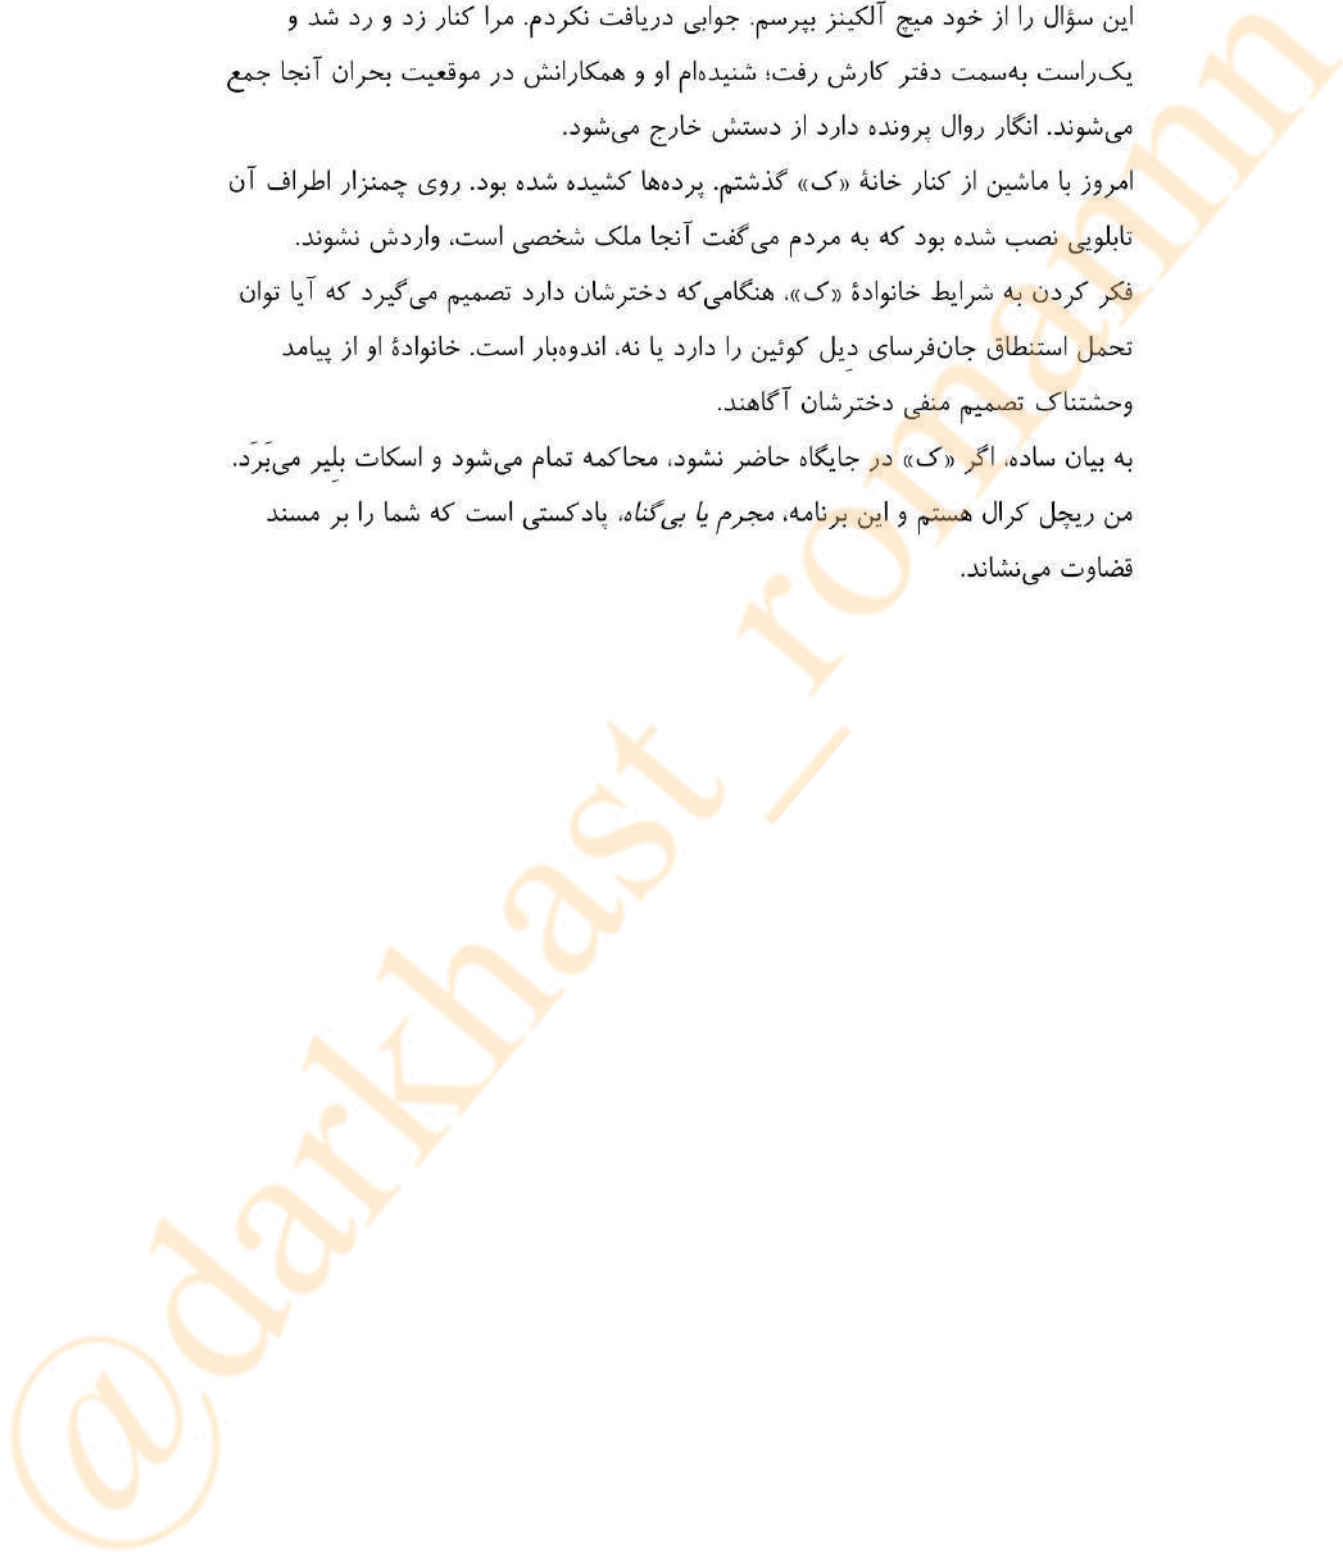 این سؤال را از خود میچ آلکینز بپرسم. جوابی دریافت نکردم. مرا کنار زد و رد شد و
یک‌راست به‌سمت دفتر کارش رفت؛ شنیده‌ام او و همکارانش در موقعیت بحران آنجا جمع
می‌شوند. انگار روال پرونده دارد از دستش خارج می‌شود.
امروز با ماشین از کنار خانهٔ «ک» گذشتم. پرده‌ها کشیده شده بود. روی چمنزار اطراف آن
تابلویی نصب شده بود که به مردم می‌گفت آنجا ملک شخصی است، واردش نشوند.
فکر کردن به شرایط خانوادهٔ «ک»، هنگامی‌که دخترشان دارد تصمیم می‌گیرد که آیا توان
تحمل استنطاق جان‌فرسای دِیل کوئین را دارد یا نه، اندوه‌بار است. خانوادهٔ او از پیامد
وحشتناک تصمیم منفی دخترشان آگاهند.
به بیان ساده، اگر «ک» در جایگاه حاضر نشود، محاکمه تمام می‌شود و اسکات بلِیر می‌بَرَد.
من ریچل کرال هستم و این برنامه، مجرم یا بی‌گناه، پادکستی است که شما را بر مسند
قضاوت می‌نشاند.
@darkhast_romannn